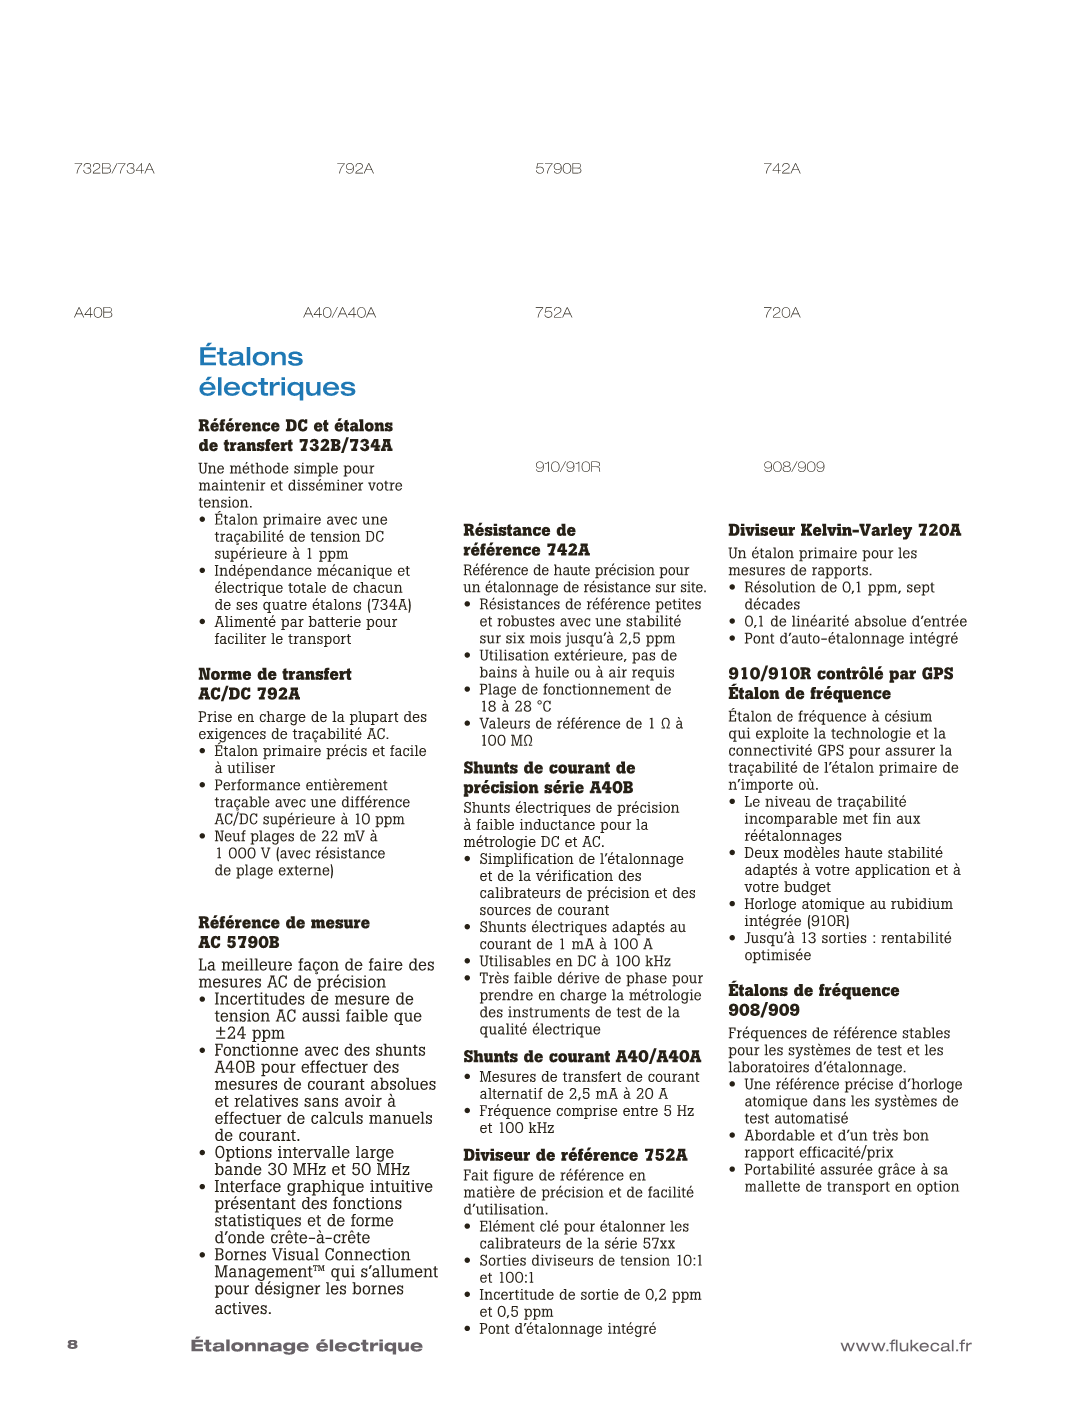 732B/734A
792A
5790B
742A
A40B
A40/A40A
752A
720A
910/910R
908/909
Étalons
électriques
Référence DC et étalons
de transfert 732B/734A
Une méthode simple pour
maintenir et disséminer votre
tension.
• Étalon primaire avec une
traçabilité de tension DC
supérieure à 1 ppm
• Indépendance mécanique et
électrique totale de chacun
de ses quatre étalons (734A)
• Alimenté par batterie pour
faciliter le transport
Norme de transfert
AC/DC 792A
Prise en charge de la plupart des
exigences de traçabilité AC.
• Étalon primaire précis et facile
à utiliser
• Performance entièrement
traçable avec une différence
AC/DC supérieure à 10 ppm
• Neuf plages de 22 mV à
1 000 V (avec résistance
de plage externe)
Référence de mesure
AC 5790B
La meilleure façon de faire des
mesures AC de précision
• Incertitudes de mesure de
tension AC aussi faible que
±24 ppm
• Fonctionne avec des shunts
A40B pour effectuer des
mesures de courant absolues
et relatives sans avoir à
effectuer de calculs manuels
de courant.
• Options intervalle large
bande 30 MHz et 50 MHz
• Interface graphique intuitive
présentant des fonctions
statistiques et de forme
d’onde crête-à-crête
• Bornes Visual Connection
Management™ qui s’allument
pour désigner les bornes
actives.
Résistance de
référence 742A
Référence de haute précision pour
un étalonnage de résistance sur site.
• Résistances de référence petites
et robustes avec une stabilité
sur six mois jusqu’à 2,5 ppm
• Utilisation extérieure, pas de
bains à huile ou à air requis
• Plage de fonctionnement de
18 à 28 °C
• Valeurs de référence de 1 Ω à
100 MΩ
Shunts de courant de
précision série A40B
Shunts électriques de précision
à faible inductance pour la
métrologie DC et AC.
• Simplification de l’étalonnage
et de la vérification des
calibrateurs de précision et des
sources de courant
• Shunts électriques adaptés au
courant de 1 mA à 100 A
• Utilisables en DC à 100 kHz
• Très faible dérive de phase pour
prendre en charge la métrologie
des instruments de test de la
qualité électrique
Shunts de courant A40/A40A
• Mesures de transfert de courant
alternatif de 2,5 mA à 20 A
• Fréquence comprise entre 5 Hz
et 100 kHz
Diviseur de référence 752A
Fait figure de référence en
matière de précision et de facilité
d’utilisation.
• Elément clé pour étalonner les
calibrateurs de la série 57xx
• Sorties diviseurs de tension 10:1
et 100:1
• Incertitude de sortie de 0,2 ppm
et 0,5 ppm
• Pont d’étalonnage intégré
Diviseur Kelvin-Varley 720A
Un étalon primaire pour les
mesures de rapports.
• Résolution de 0,1 ppm, sept
décades
• 0,1 de linéarité absolue d’entrée
• Pont d’auto-étalonnage intégré
910/910R contrôlé par GPS
Étalon de fréquence
Étalon de fréquence à césium
qui exploite la technologie et la
connectivité GPS pour assurer la
traçabilité de l’étalon primaire de
n’importe où.
• Le niveau de traçabilité
incomparable met fin aux
réétalonnages
• Deux modèles haute stabilité
adaptés à votre application et à
votre budget
• Horloge atomique au rubidium
intégrée (910R)
• Jusqu’à 13 sorties : rentabilité
optimisée
Étalons de fréquence
908/909
Fréquences de référence stables
pour les systèmes de test et les
laboratoires d’étalonnage.
• Une référence précise d’horloge
atomique dans les systèmes de
test automatisé
• Abordable et d’un très bon
rapport efficacité/prix
• Portabilité assurée grâce à sa
mallette de transport en option
8
Étalonnage électrique
www.flukecal.fr